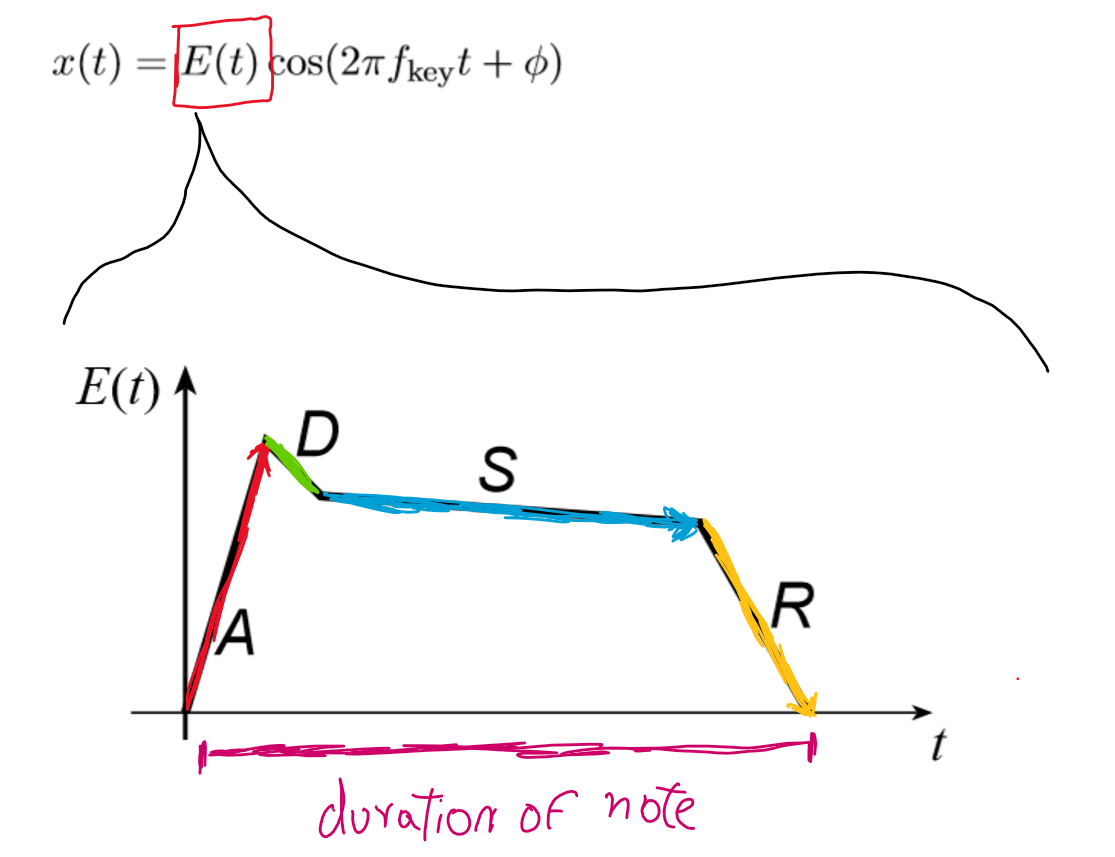 x(t) = E(t) cos(2πf_key t + ϕ)
E(t)
D
S
A
R
t
duration of note